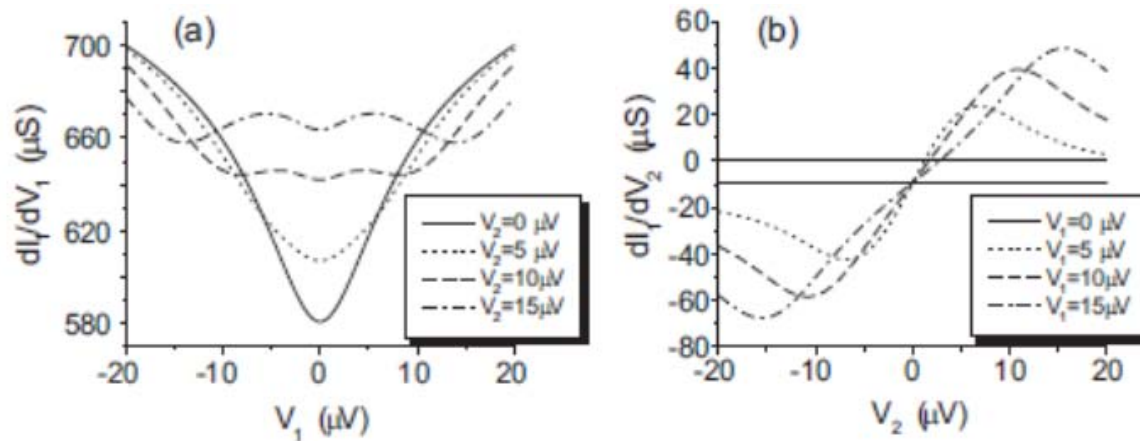 (a)
dI₁/dV₁ (μS)
700
660
620
580
-20 -10 0 10 20
V₁ (μV)
V₂=0 μV
V₂=5 μV
V₂=10μV
V₂=15μV
(b)
dI₁/dV₂ (μS)
60
40
20
0
-20
-40
-60
-80
-20 -10 0 10 20
V₂ (μV)
V₁=0 μV
V₁=5 μV
V₁=10μV
V₁=15μV